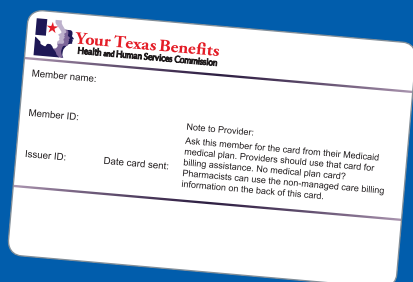 Your Texas Benefits
Health and Human Services Commission
Member name:
Member ID:
Note to Provider:
Ask this member for the card from their Medicaid
medical plan. Providers should use that card for
billing assistance. No medical plan card?
Pharmacists can use the non-managed care billing
information on the back of this card.
Issuer ID:
Date card sent: